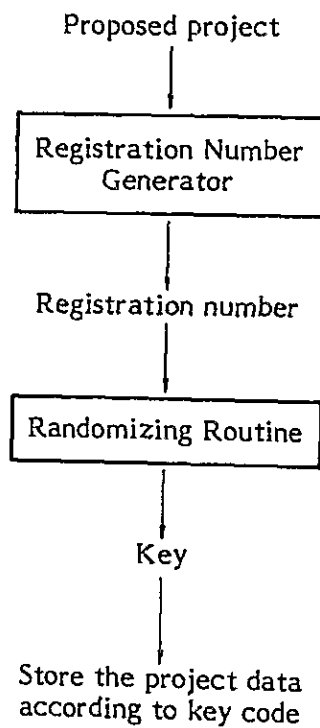 Proposed project
Registration Number
Generator
Registration number
Randomizing Routine
Key
Store the project data
according to key code